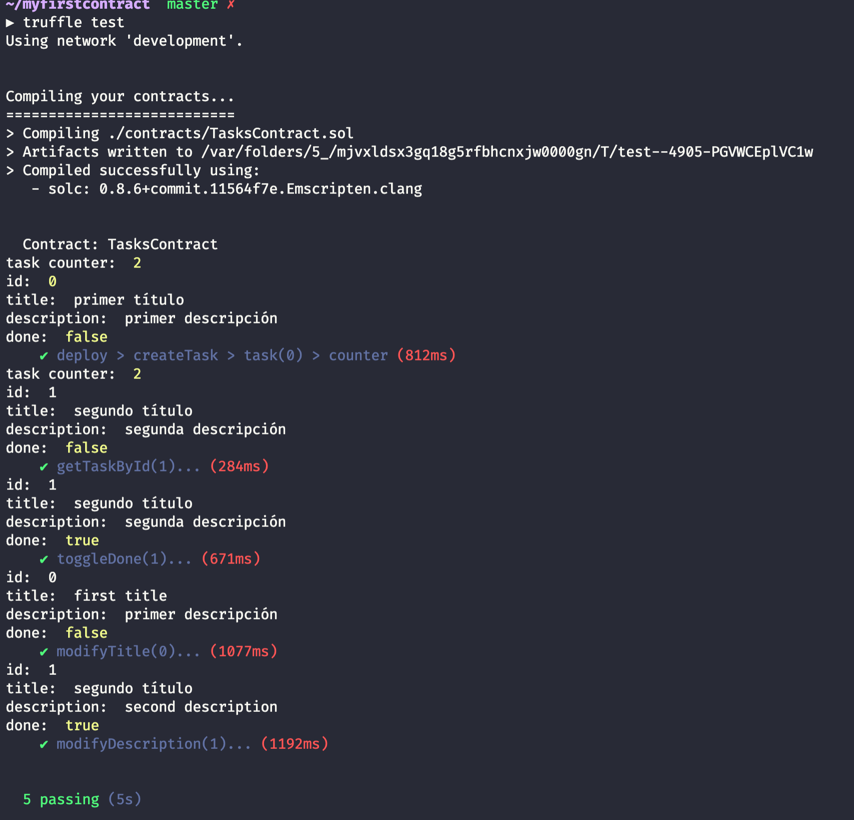 ~/myfirstcontract master ✗
▶ truffle test
Using network 'development'.
Compiling your contracts...
===========================
> Compiling ./contracts/TasksContract.sol
> Artifacts written to /var/folders/5_/mjvxldsx3gq18g5rfbhcnxjw0000gn/T/test--4905-PGVWCEplVC1w
> Compiled successfully using:
- solc: 0.8.6+commit.11564f7e.Emscripten.clang
Contract: TasksContract
task counter: 2
id: 0
title: primer título
description: primer descripción
done: false
✔ deploy > createTask > task(0) > counter (812ms)
task counter: 2
id: 1
title: segundo título
description: segunda descripción
done: false
✔ getTaskById(1)... (284ms)
id: 1
title: segundo título
description: segunda descripción
done: true
✔ toggleDone(1)... (671ms)
id: 0
title: first title
description: primer descripción
done: false
✔ modifyTitle(0)... (1077ms)
id: 1
title: segundo título
description: second description
done: true
✔ modifyDescription(1)... (1192ms)
5 passing (5s)